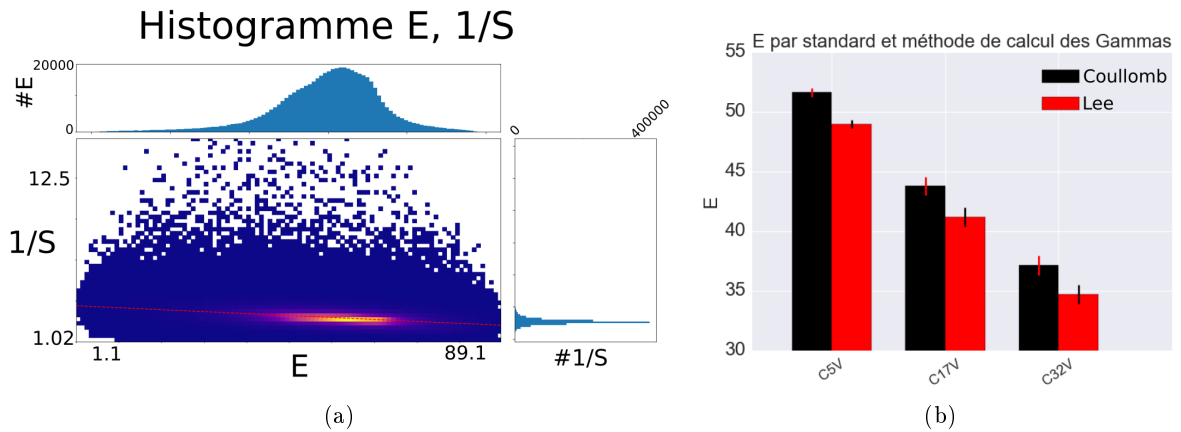 Histogramme E, 1/S
20000
#E
0
0
400000
12.5
1/S
1.02
1.1
E
89.1
#1/S
(a)
E par standard et méthode de calcul des Gammas
55
50
45
40
35
30
E
Coullomb
Lee
C5V
C17V
C32V
(b)